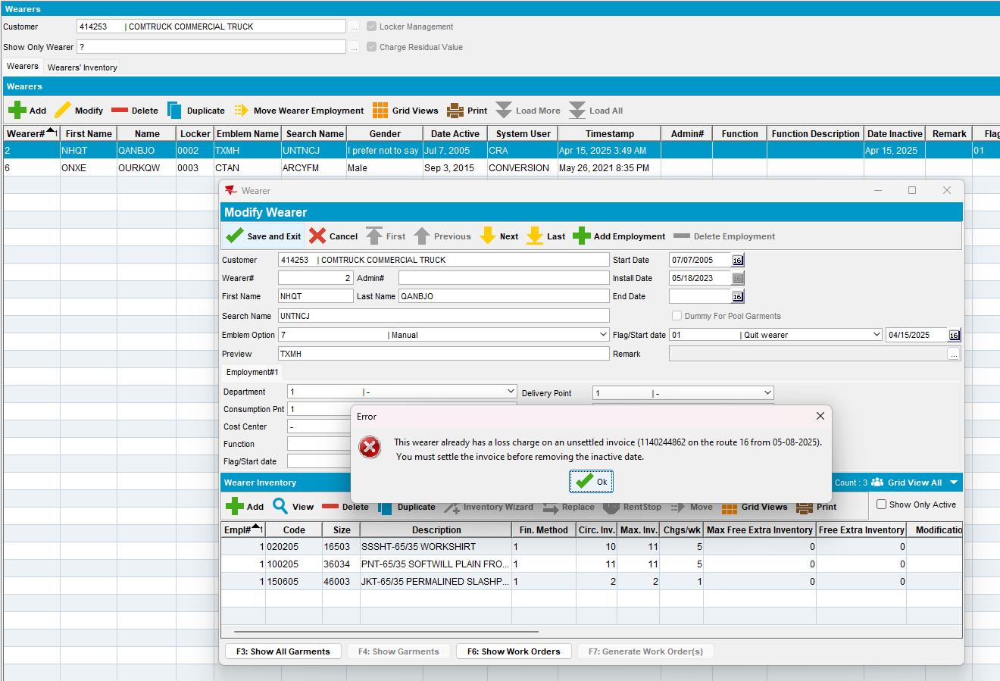 Wearers
Customer 414253 | COMTRUCK COMMERCIAL TRUCK ... Locker Management
Show Only Wearer ? ... Charge Residual Value
Wearers Wearers' Inventory
Wearers
Add Modify Delete Duplicate Move Wearer Employment Grid Views Print Load More Load All
Wearer# 1 First Name Name Locker Emblem Name Search Name Gender Date Active System User Timestamp Admin# Function Function Description Date Inactive Remark Flag
2 NHQT QANBJO 0002 TXMH UNTNCJ I prefer not to say Jul 7, 2005 CRA Apr 15, 2025 3:49 AM Apr 15, 2025 01
6 ONXE OURKQW 0003 CTAN ARCYFM Male Sep 3, 2015 CONVERSION May 26, 2021 8:35 PM
Wearer
Modify Wearer
Save and Exit Cancel First Previous Next Last Add Employment Delete Employment
Customer 414253 | COMTRUCK COMMERCIAL TRUCK Start Date 07/07/2005 16
Wearer# 2 Admin# Install Date 05/18/2023 16
First Name NHQT Last Name QANBJO End Date 16
Search Name UNTNCJ Dummy For Pool Garments
Emblem Option 7 | Manual Flag/Start date 01 | Quit wearer 04/15/2025 16
Preview TXMH Remark ...
Employment#1
Department 1 | - Delivery Point 1 | -
Consumption Pnt 1
Cost Center -
Function
Flag/Start date
Error
This wearer already has a loss charge on an unsettled invoice (1140244862 on the route 16 from 05-08-2025).
You must settle the invoice before removing the inactive date.
Ok
Wearer Inventory Count : 3 Grid View All
Add View Delete Duplicate Inventory Wizard Replace RentStop Move Grid Views Print Show Only Active
Empl# 1 Code Size Description Fin. Method Circ. Inv. Max. Inv. Chgs/wk Max Free Extra Inventory Free Extra Inventory Modificatio
1 020205 16503 SSSHT-65/35 WORKSHIRT 1 10 11 5 0 0
1 100205 36034 PNT-65/35 SOFTWILL PLAIN FRO... 1 11 11 5 0 0
1 150605 46003 JKT-65/35 PERMALINED SLASHP... 1 2 2 1 0 0
F3: Show All Garments F4: Show Garments F6: Show Work Orders F7: Generate Work Order(s)